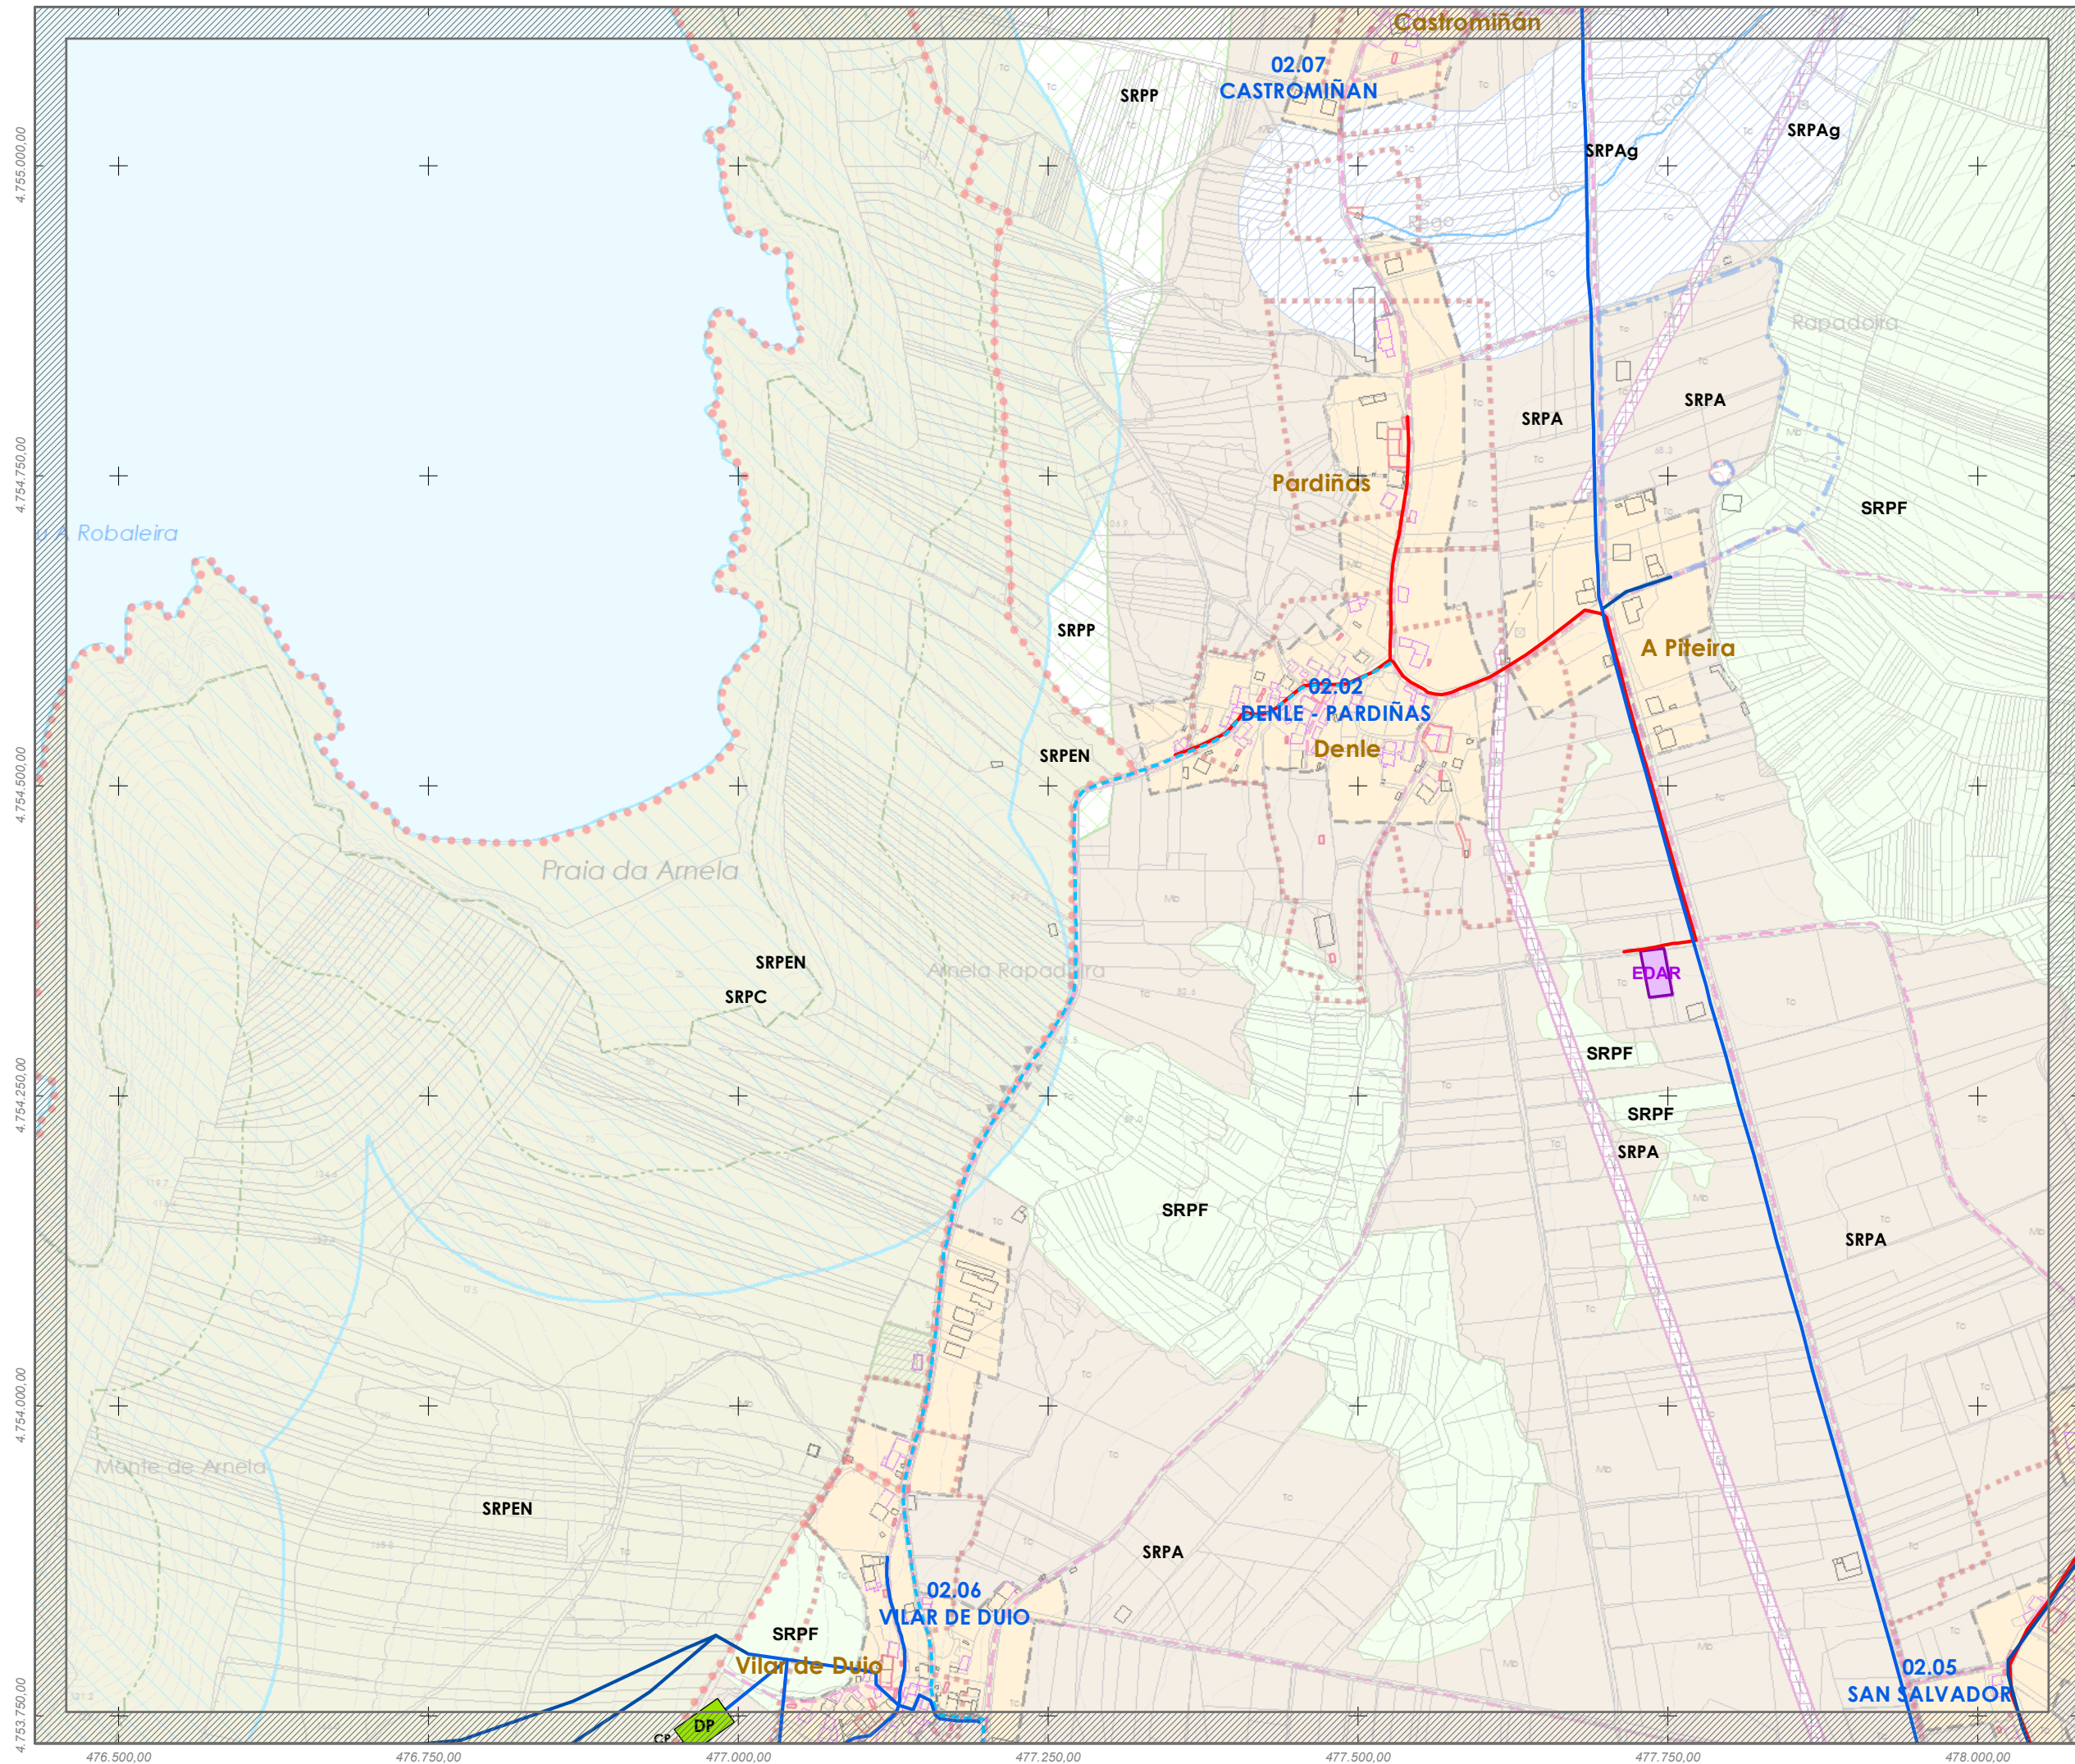 Castromiñán
02.07
CASTROMIÑAN
SRPP
SRPAg
SRPAg
Chacharo
do
Rego
4.755.000,00
Rapadoira
SRPA
SRPA
Pardiñas
4.754.750,00
SRPF
A Robaleira
SRPP
A Piteira
02.02
DENLE - PARDIÑAS
Denle
SRPEN
4.754.500,00
Praia da Arnela
SRPEN
Arnela Rapadoira
EDAR
SRPC
SRPF
4.754.250,00
SRPF
SRPA
SRPF
SRPA
4.754.000,00
Monte de Arnela
SRPEN
SRPA
02.06
VILAR DE DUIO
SRPF
Vilar de Duio
02.05
SAN SALVADOR
4.753.750,00
DP
CP
476.500,00
476.750,00
477.000,00
477.250,00
477.500,00
477.750,00
478.000,00